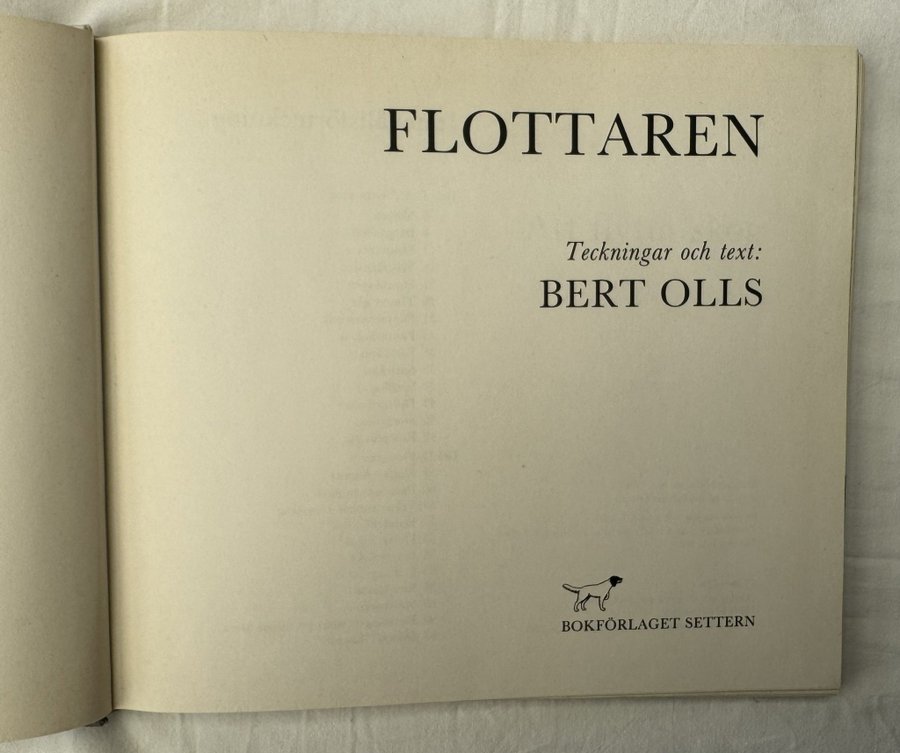 FLOTTAREN
Teckningar och text:
BERT OLLS
BOKFÖRLAGET SETTERN